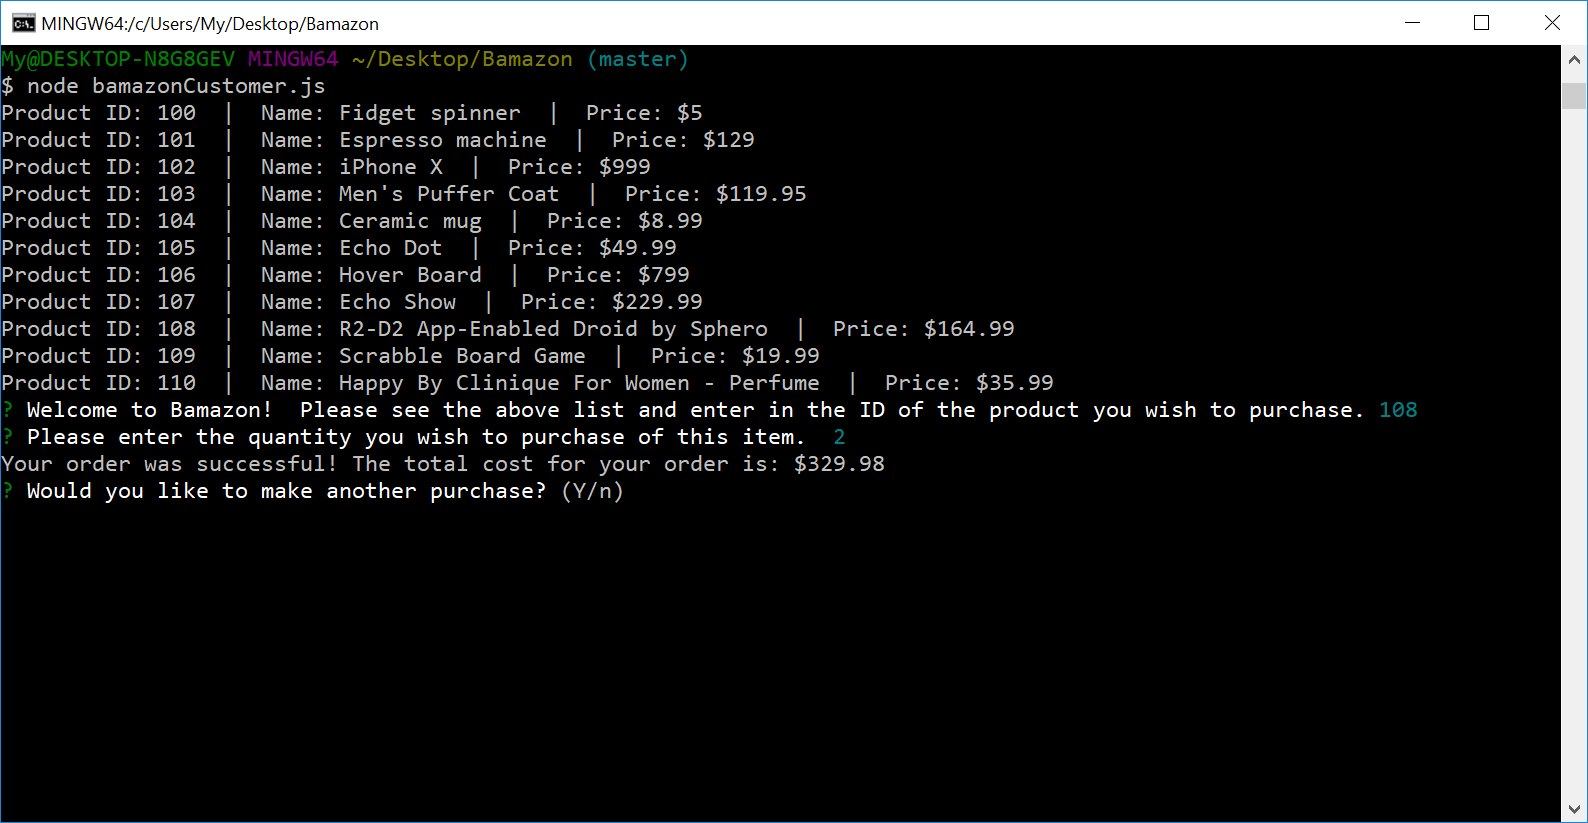 MINGW64:/c/Users/My/Desktop/Bamazon
My@DESKTOP-N8G8GEV MINGW64 ~/Desktop/Bamazon (master)
$ node bamazonCustomer.js
Product ID: 100  |  Name: Fidget spinner  |  Price: $5
Product ID: 101  |  Name: Espresso machine  |  Price: $129
Product ID: 102  |  Name: iPhone X  |  Price: $999
Product ID: 103  |  Name: Men's Puffer Coat  |  Price: $119.95
Product ID: 104  |  Name: Ceramic mug  |  Price: $8.99
Product ID: 105  |  Name: Echo Dot  |  Price: $49.99
Product ID: 106  |  Name: Hover Board  |  Price: $799
Product ID: 107  |  Name: Echo Show  |  Price: $229.99
Product ID: 108  |  Name: R2-D2 App-Enabled Droid by Sphero  |  Price: $164.99
Product ID: 109  |  Name: Scrabble Board Game  |  Price: $19.99
Product ID: 110  |  Name: Happy By Clinique For Women - Perfume  |  Price: $35.99
? Welcome to Bamazon!  Please see the above list and enter in the ID of the product you wish to purchase. 108
? Please enter the quantity you wish to purchase of this item.  2
Your order was successful! The total cost for your order is: $329.98
? Would you like to make another purchase? (Y/n)